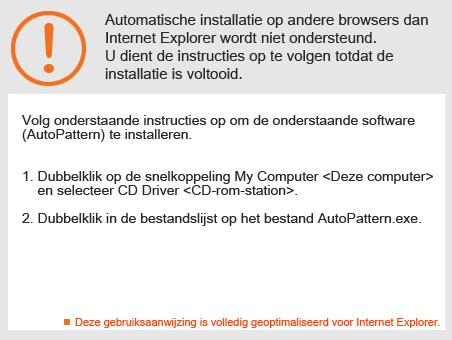 Automatische installatie op andere browsers dan
Internet Explorer wordt niet ondersteund.
U dient de instructies op te volgen totdat de
installatie is voltooid.
Volg onderstaande instructies op om de onderstaande software
(AutoPattern) te installeren.
1. Dubbelklik op de snelkoppeling My Computer <Deze computer>
en selecteer CD Driver <CD-rom-station>.
2. Dubbelklik in de bestandslijst op het bestand AutoPattern.exe.
Deze gebruiksaanwijzing is volledig geoptimaliseerd voor Internet Explorer.